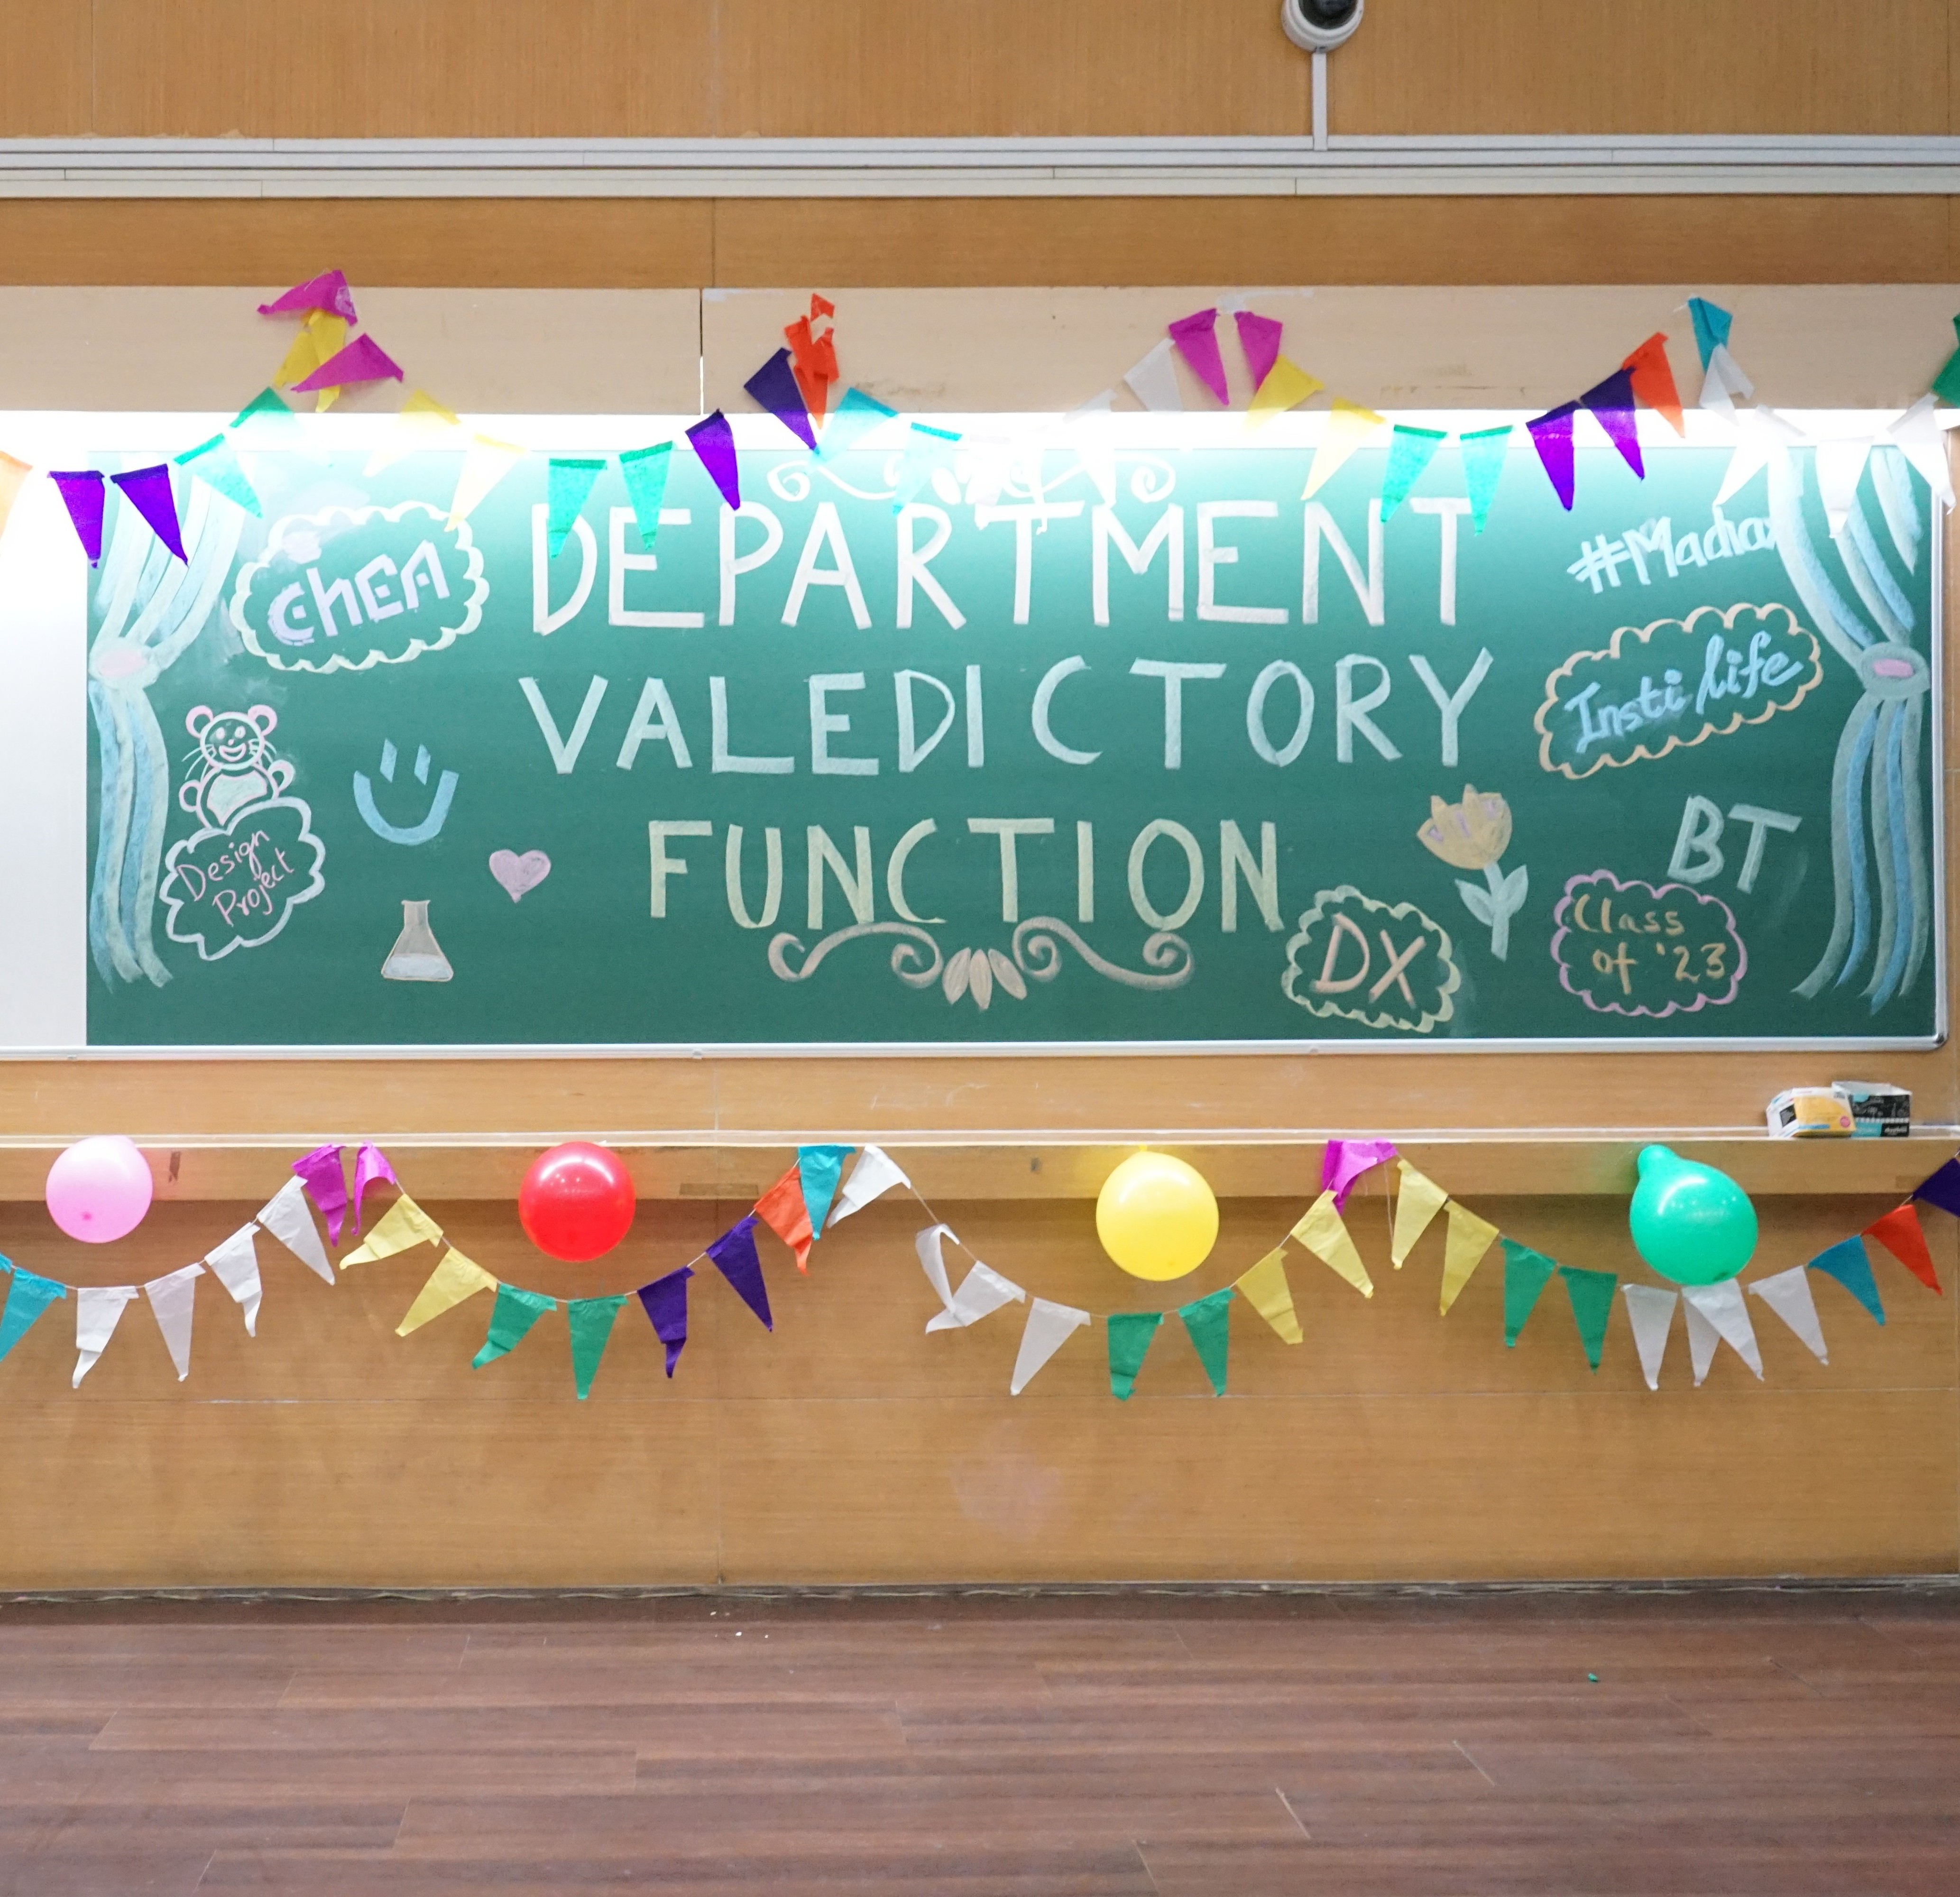 ChEA
DEPARTMENT
VALEDICTORY
FUNCTION
Design
Project
Insti life
BT
DX
Class
of '23